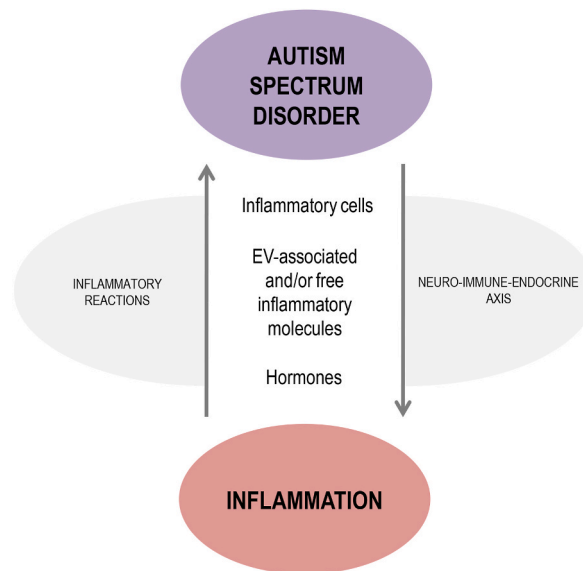 AUTISM
SPECTRUM
DISORDER
Inflammatory cells
EV-associated
and/or free
inflammatory
molecules
Hormones
INFLAMMATORY
REACTIONS
NEURO-IMMUNE-ENDOCRINE
AXIS
INFLAMMATION